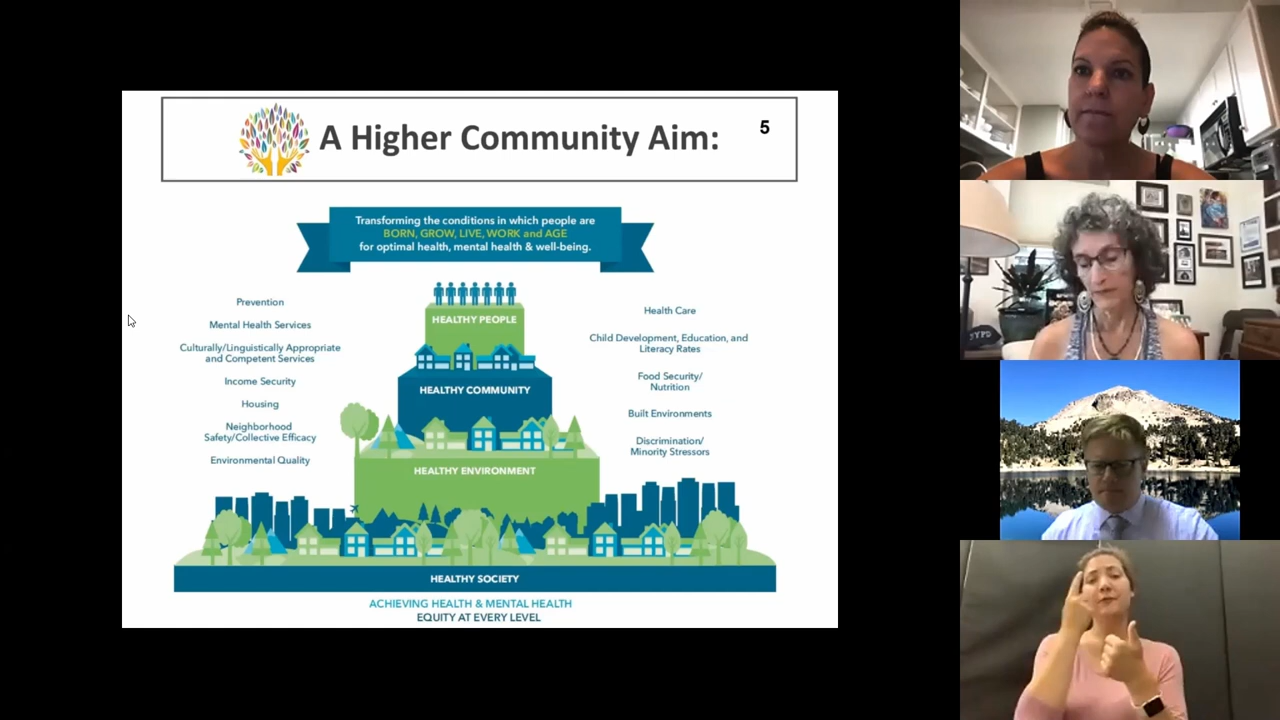 A Higher Community Aim:
5
Transforming the conditions in which people are
BORN, GROW, LIVE, WORK and AGE
for optimal health, mental health & well-being.
Prevention
Mental Health Services
Culturally/Linguistically Appropriate
and Competent Services
Income Security
Housing
Neighborhood
Safety/Collective Efficacy
Environmental Quality
HEALTHY PEOPLE
HEALTHY COMMUNITY
HEALTHY ENVIRONMENT
HEALTHY SOCIETY
Health Care
Child Development, Education, and
Literacy Rates
Food Security/
Nutrition
Built Environments
Discrimination/
Minority Stressors
ACHIEVING HEALTH & MENTAL HEALTH
EQUITY AT EVERY LEVEL